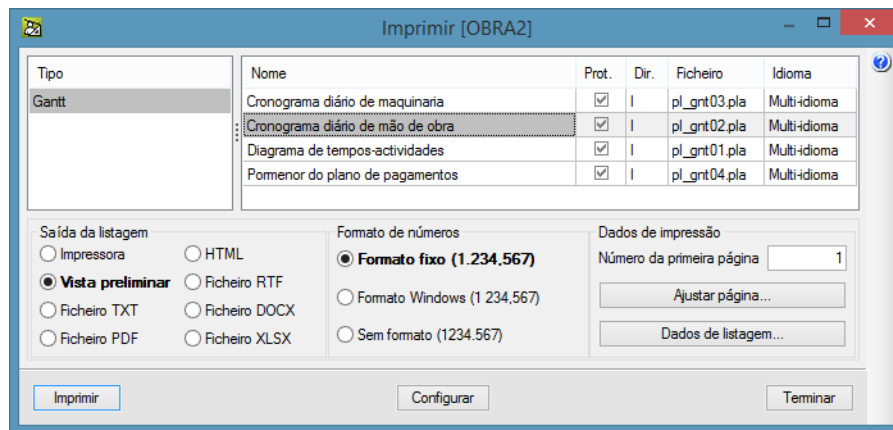 Imprimir [OBRA2]
Tipo
Gantt
Nome Prot. Dir. Ficheiro Idioma
Cronograma diário de maquinaria I pl_gnt03.pla Multi-idioma
Cronograma diário de mão de obra I pl_gnt02.pla Multi-idioma
Diagrama de tempos-actividades I pl_gnt01.pla Multi-idioma
Pormenor do plano de pagamentos I pl_gnt04.pla Multi-idioma
Saída da listagem
Impressora HTML
Vista preliminar Ficheiro RTF
Ficheiro TXT Ficheiro DOCX
Ficheiro PDF Ficheiro XLSX
Formato de números
Formato fixo (1.234,567)
Formato Windows (1 234,567)
Sem formato (1234.567)
Dados de impressão
Número da primeira página 1
Ajustar página...
Dados de listagem...
Imprimir Configurar Terminar